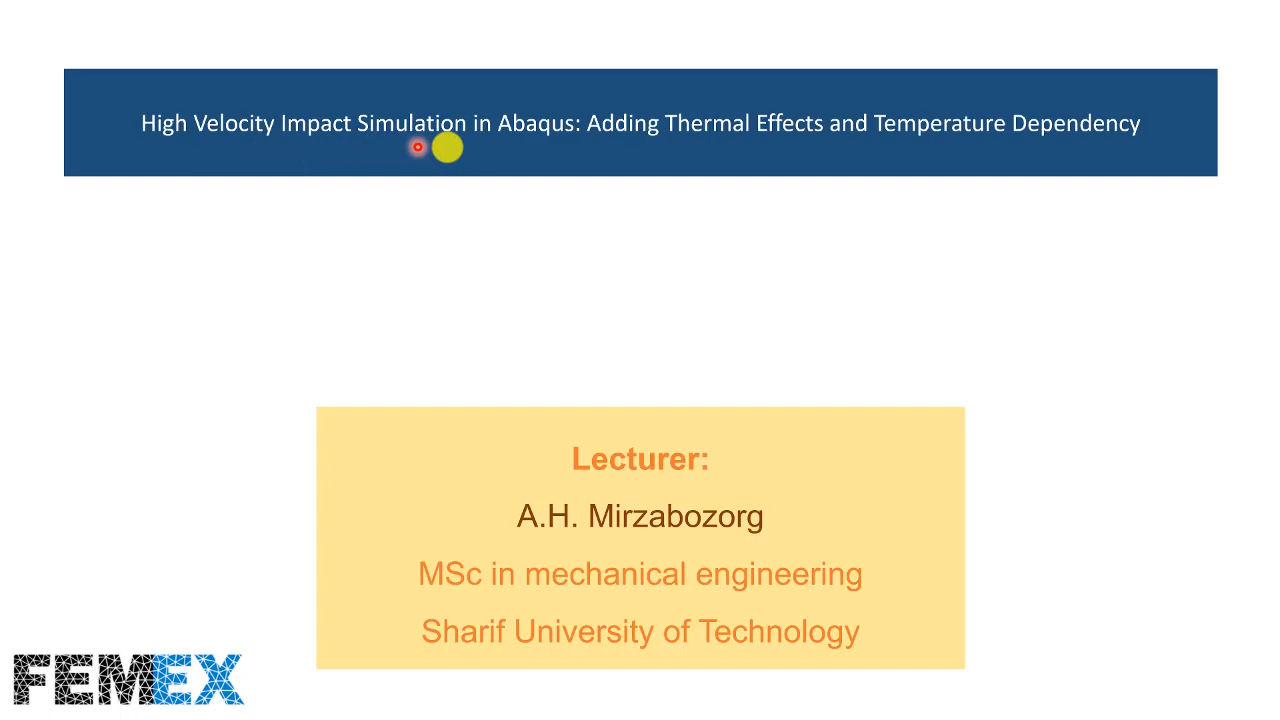 High Velocity Impact Simulation in Abaqus: Adding Thermal Effects and Temperature Dependency
Lecturer:
A.H. Mirzabozorg
MSc in mechanical engineering
Sharif University of Technology
FEMEX